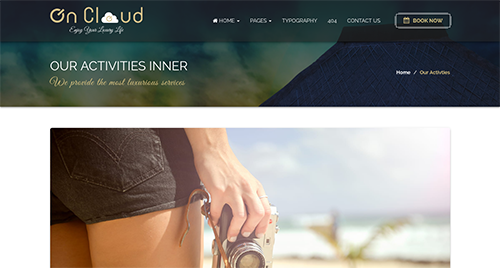 On Cloud
Enjoy Your Luxury Life
HOME PAGES TYPOGRAPHY 404 CONTACT US BOOK NOW
OUR ACTIVITIES INNER
We provide the most luxurious services
Home / Our Activities